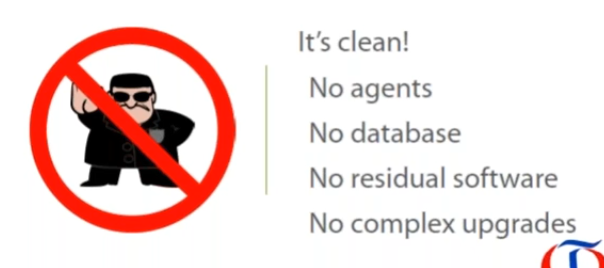 It's clean!
No agents
No database
No residual software
No complex upgrades